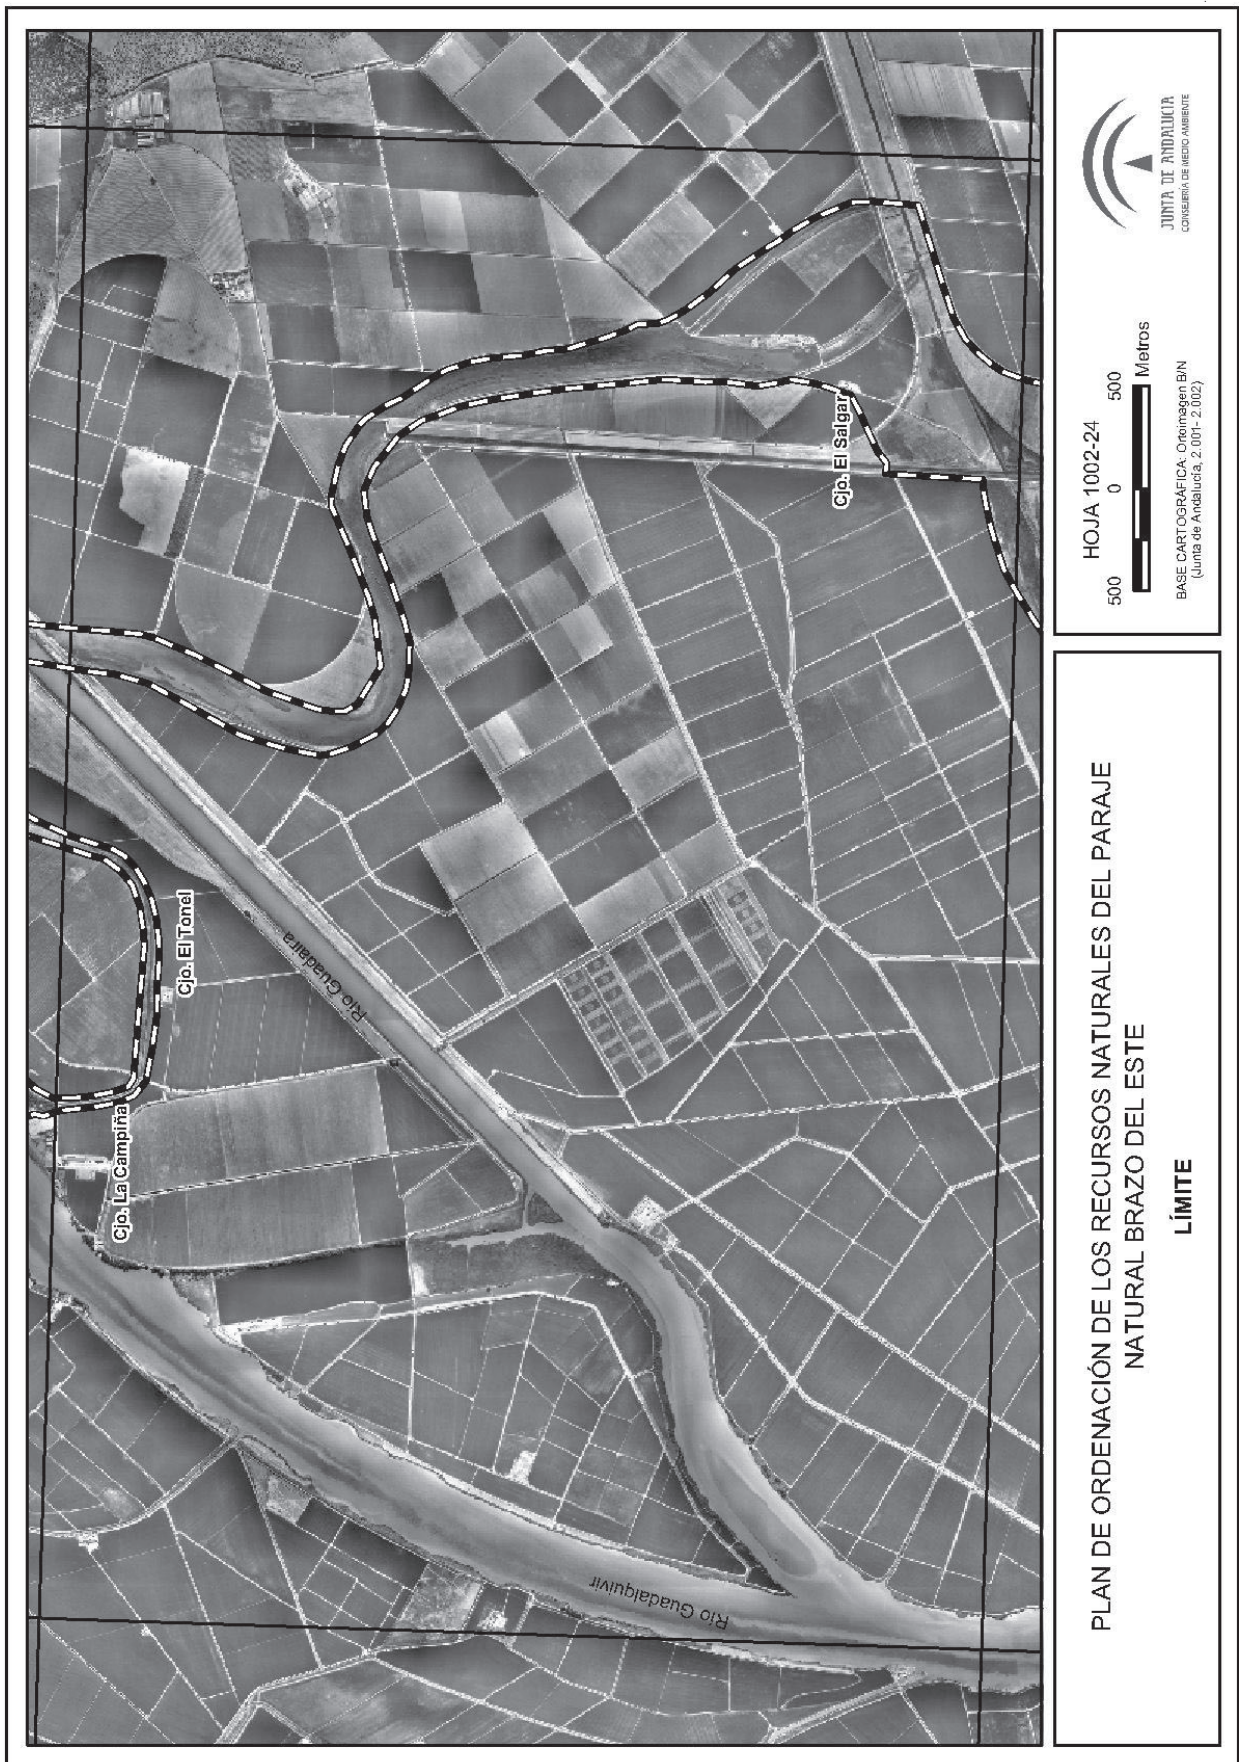 Cjo. La Campiña
Cjo. El Tonel
Río Guadaira
Río Guadalquivir
Cjo. El Salgar
PLAN DE ORDENACIÓN DE LOS RECURSOS NATURALES DEL PARAJE
NATURAL BRAZO DEL ESTE
LÍMITE
HOJA 1002-24
500 0 500
Metros
BASE CARTOGRÁFICA: Ortoimagen B/N
(Junta de Andalucía, 2.001- 2.002)
JUNTA DE ANDALUCIA
CONSEJERÍA DE MEDIO AMBIENTE